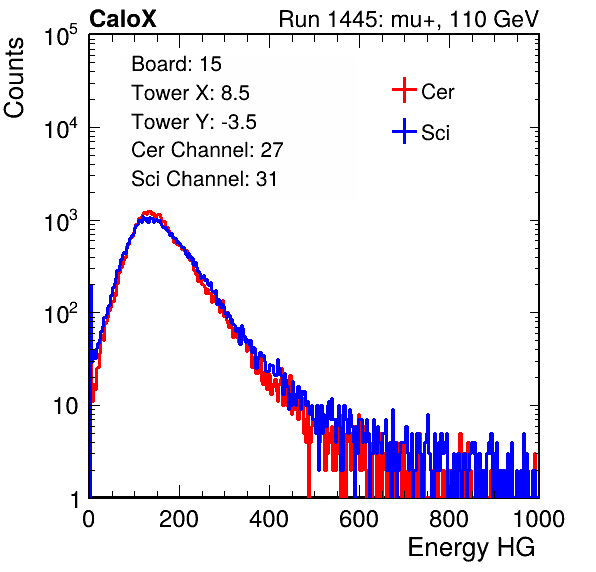 CaloX Run 1445: mu+, 110 GeV
Counts
Board: 15
Tower X: 8.5
Tower Y: -3.5
Cer Channel: 27
Sci Channel: 31
Cer
Sci
10^5
10^4
10^3
10^2
10
1
0 200 400 600 800 1000
Energy HG